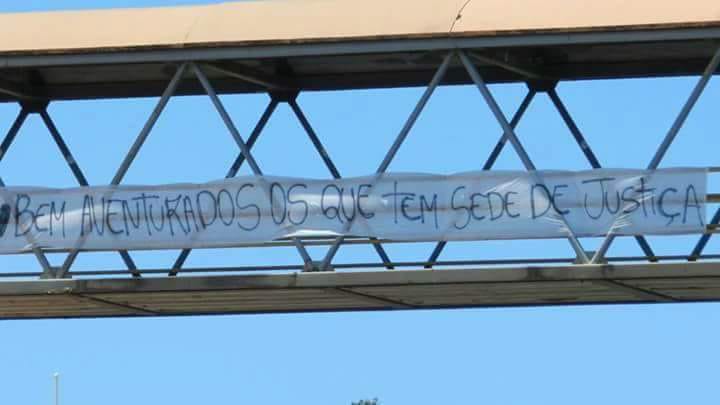 BEM AVENTURADOS OS QUE TEM SEDE DE JUSTIÇA